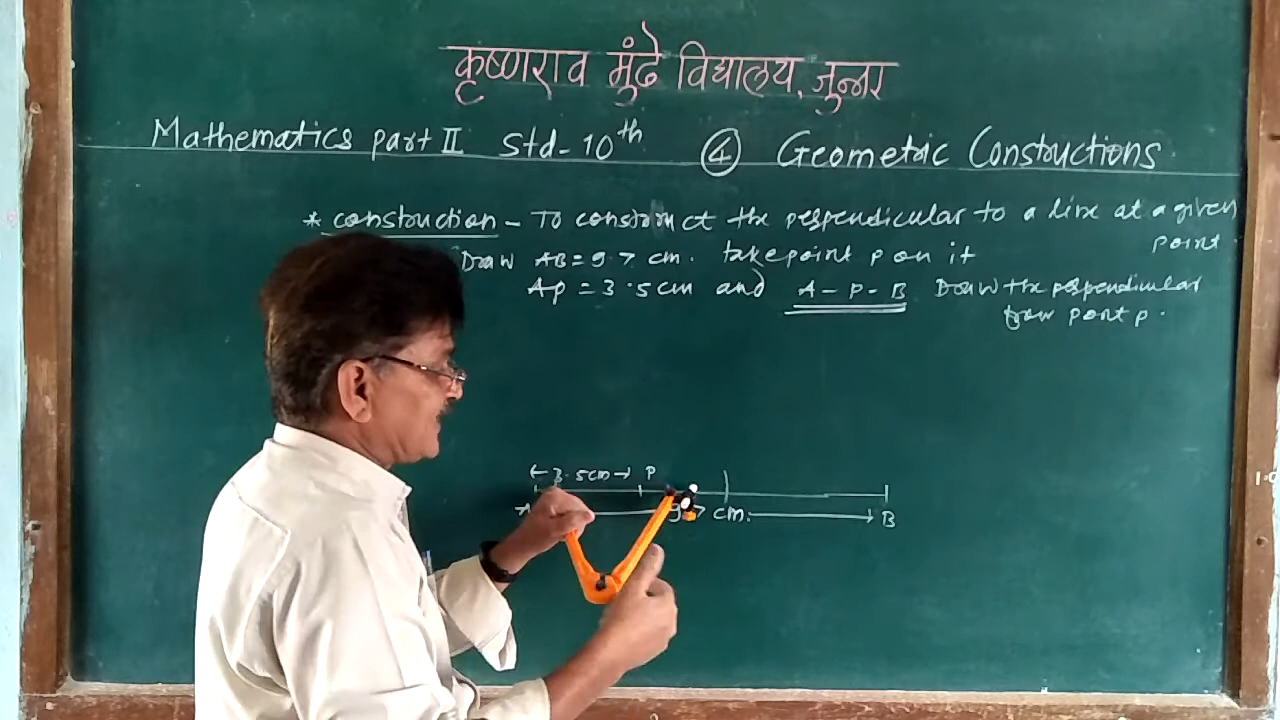 कृष्णराव मुंढे विद्यालय, जुन्नर
Mathematics part II Std-10th ④ Geometric Constructions.
* construction - To construct the perpendicular to a line at a given point.
Draw AB = 9.7 cm. take point p on it
AP = 3.5 cm and A - P - B Draw the perpendicular from point p.
3.5cm P
A cm. B